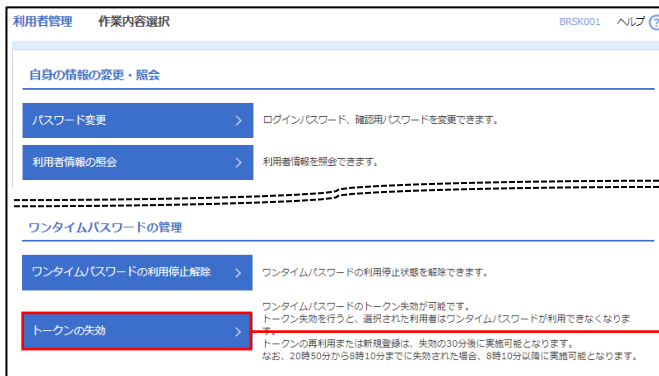 利用者管理 作業内容選択 BRSK001 ヘルプ ?
自身の情報の変更・照会
パスワード変更 > ログインパスワード、確認用パスワードを変更できます。
利用者情報の照会 > 利用者情報を照会できます。
ワンタイムパスワードの管理
ワンタイムパスワードの利用停止解除 > ワンタイムパスワードの利用停止状態を解除できます。
ワンタイムパスワードのトークン失効が可能です。
トークン失効を行うと、選択された利用者はワンタイムパスワードが利用できなくなりま
す。
トークンの失効 >
トークンの再利用または新規登録は、失効の30分後に実施可能となります。
なお、20時50分から8時10分までに失効された場合、8時10分以降に実施可能となります。